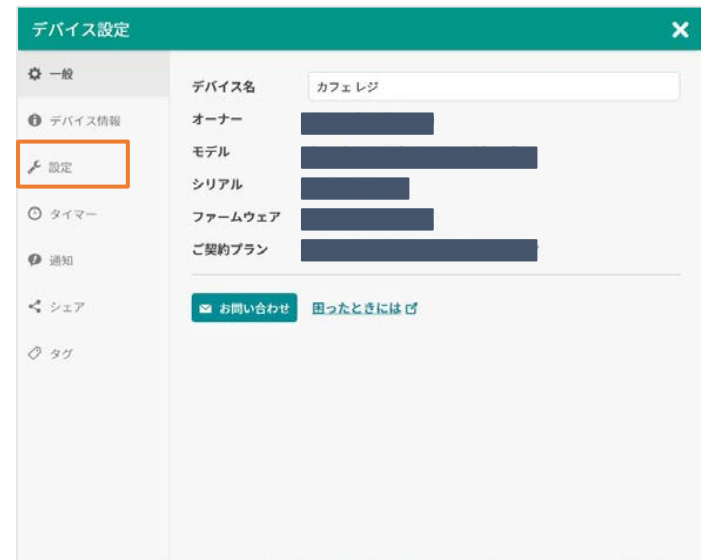 デバイス設定
一般
デバイス情報
設定
タイマー
通知
シェア
タグ
デバイス名 カフェ レジ
オーナー
モデル
シリアル
ファームウェア
ご契約プラン
お問い合わせ 困ったときには